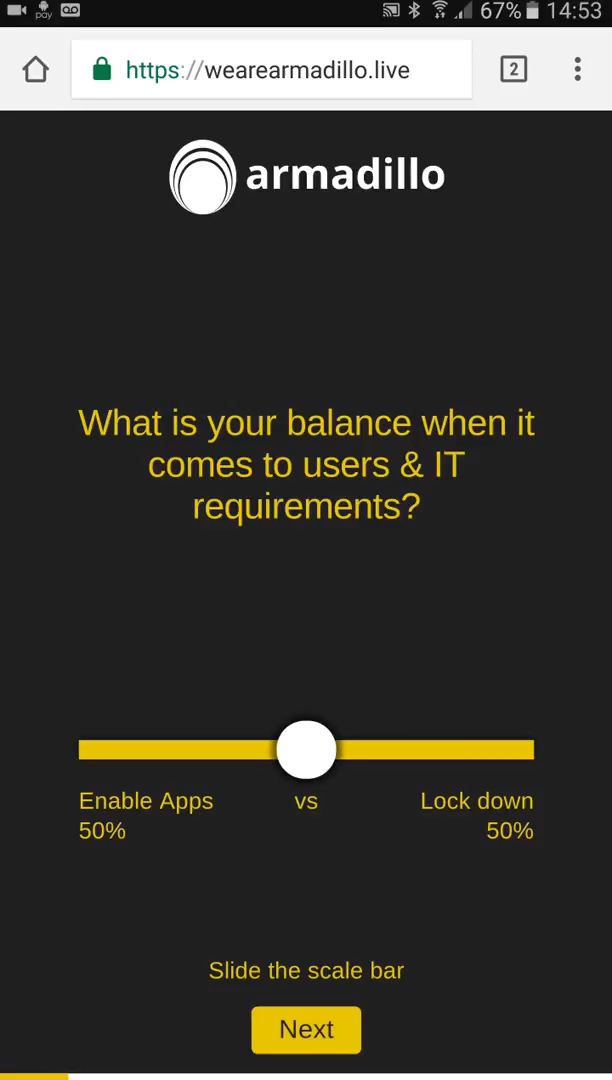 pay 67% 14:53
https://wearearmadillo.live 2
armadillo
What is your balance when it
comes to users & IT
requirements?
Enable Apps vs Lock down
50% 50%
Slide the scale bar
Next